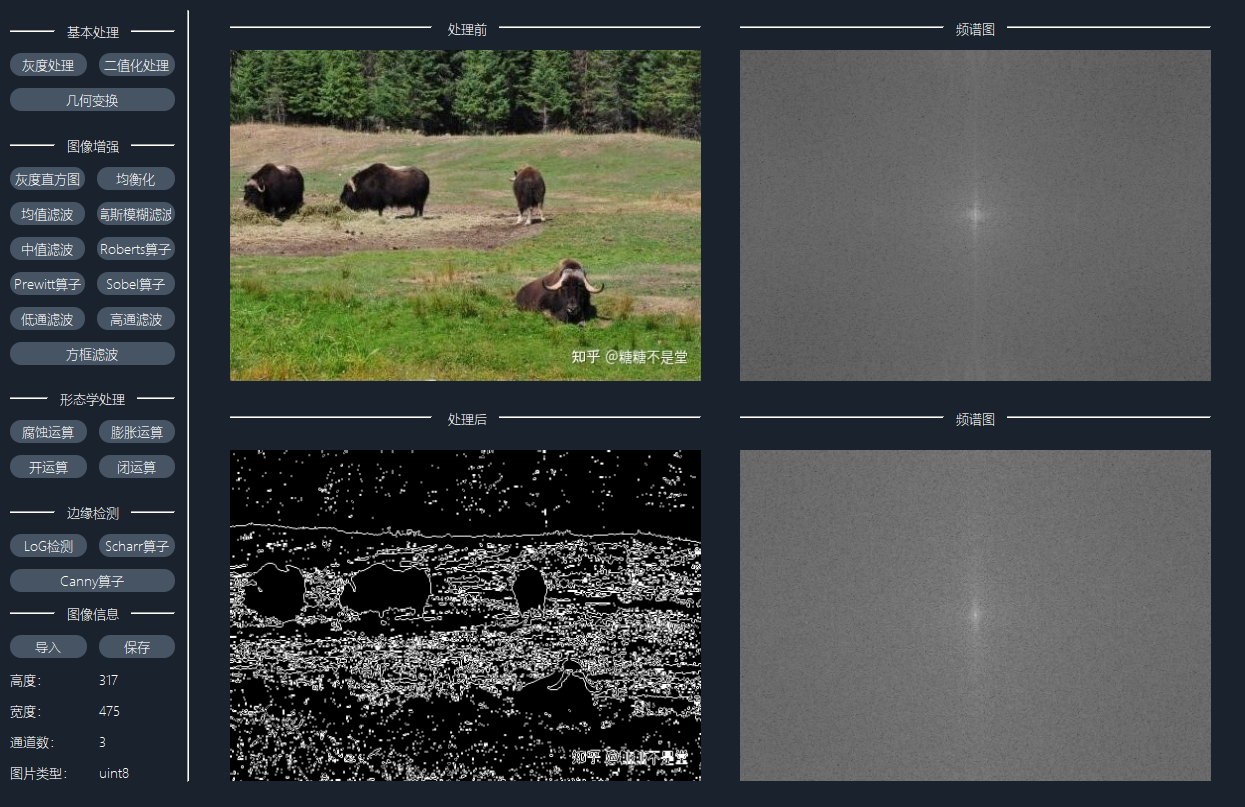 基本处理
灰度处理 二值化处理
几何变换
图像增强
灰度直方图 均衡化
均值滤波 高斯模糊滤波
中值滤波 Roberts算子
Prewitt算子 Sobel算子
低通滤波 高通滤波
方框滤波
形态学处理
腐蚀运算 膨胀运算
开运算 闭运算
边缘检测
LoG检测 Scharr算子
Canny算子
图像信息
导入 保存
高度: 317
宽度: 475
通道数: 3
图片类型: uint8
处理前
知乎 @糖糖不是堂
频谱图
处理后
知乎
不是堂
频谱图